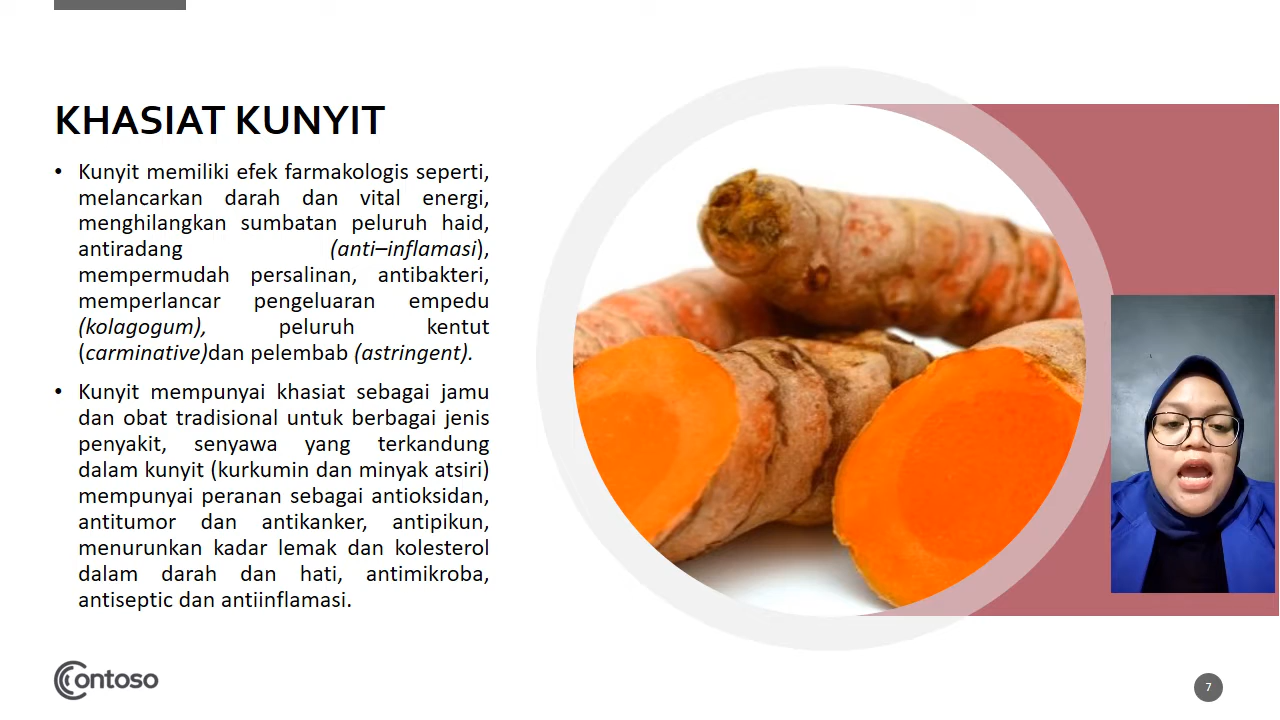 KHASIAT KUNYIT
• Kunyit memiliki efek farmakologis seperti,
melancarkan darah dan vital energi,
menghilangkan sumbatan peluruh haid,
antiradang (anti–inflamasi),
mempermudah persalinan, antibakteri,
memperlancar pengeluaran empedu
(kolagogum), peluruh kentut
(carminative)dan pelembab (astringent).
• Kunyit mempunyai khasiat sebagai jamu
dan obat tradisional untuk berbagai jenis
penyakit, senyawa yang terkandung
dalam kunyit (kurkumin dan minyak atsiri)
mempunyai peranan sebagai antioksidan,
antitumor dan antikanker, antipikun,
menurunkan kadar lemak dan kolesterol
dalam darah dan hati, antimikroba,
antiseptic dan antiinflamasi.
Contoso
7